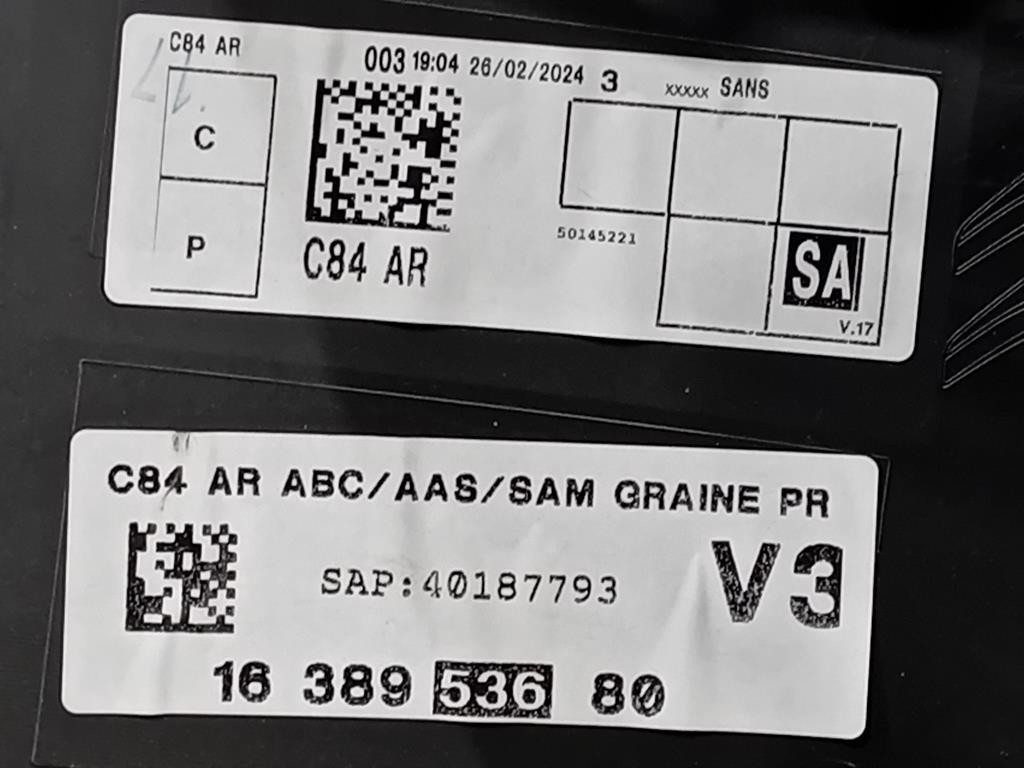 C84 AR
003 19:04 26/02/2024 3 xxxxx SANS
C
P
C84 AR
50145221
SA
V.17
C84 AR ABC/AAS/SAM GRAINE PR
SAP:40187793
V3
16 389 536 80